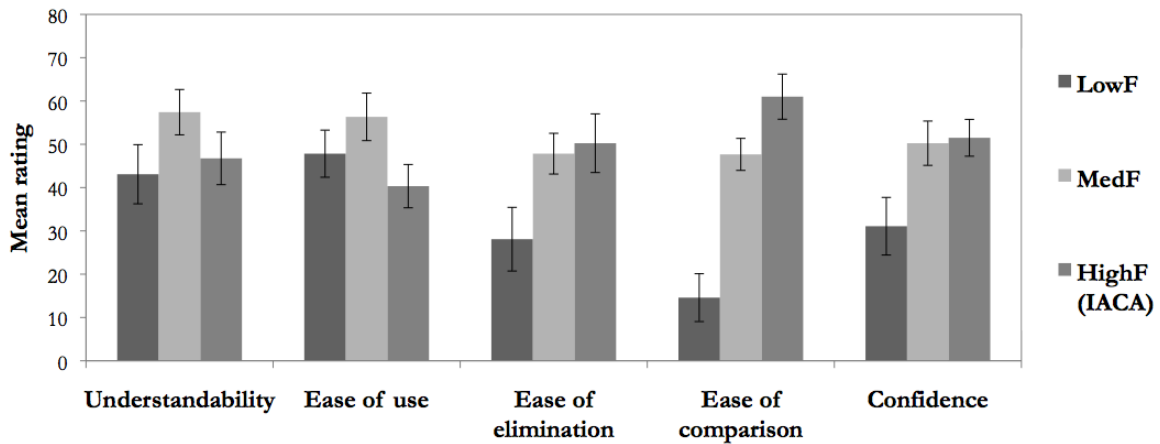 80
70
60
50
40
30
20
10
0
Mean rating
Understandability
Ease of use
Ease of
elimination
Ease of
comparison
Confidence
LowF
MedF
HighF
(IACA)